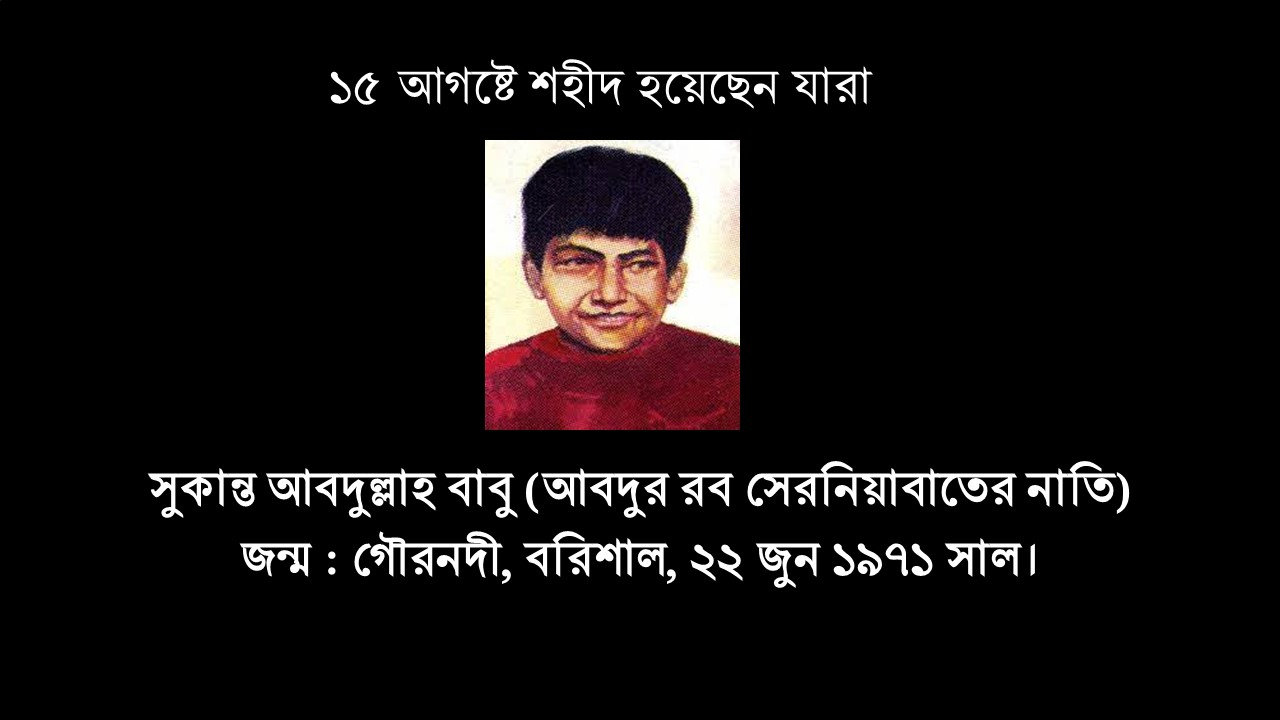 ১৫ আগষ্টে শহীদ হয়েছেন যারা
সুকান্ত আবদুল্লাহ বাবু (আবদুর রব সেরনিয়াবাতের নাতি)
জন্ম : গৌরনদী, বরিশাল, ২২ জুন ১৯৭১ সাল।